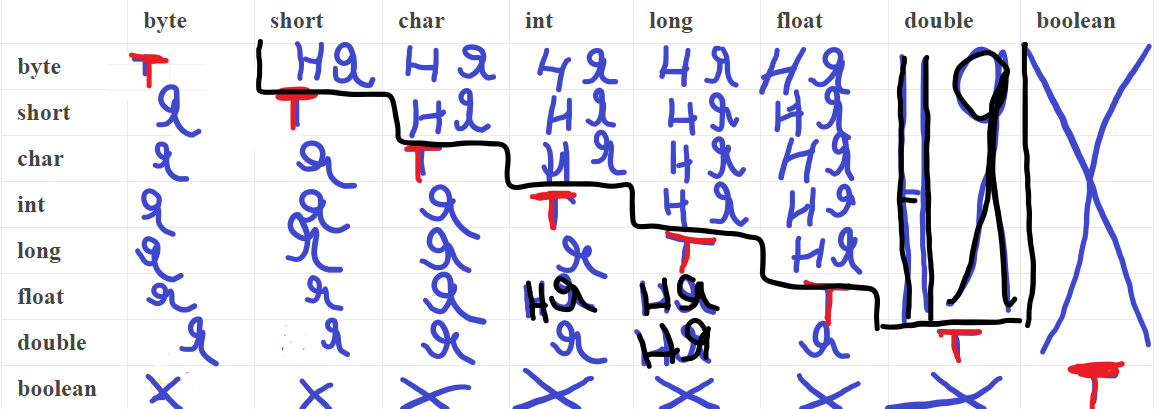 byte short char int long float double boolean
byte Т НЯ НЯ НЯ НЯ НЯ НЯ
short Я Т НЯ НЯ НЯ НЯ
char Я Я Т НЯ НЯ НЯ
int Я Я Я Т НЯ НЯ
long Я Я Я Я Т НЯ
float Я Я Я НЯ НЯ Т
double Я Я Я Я НЯ Я Т
boolean Т